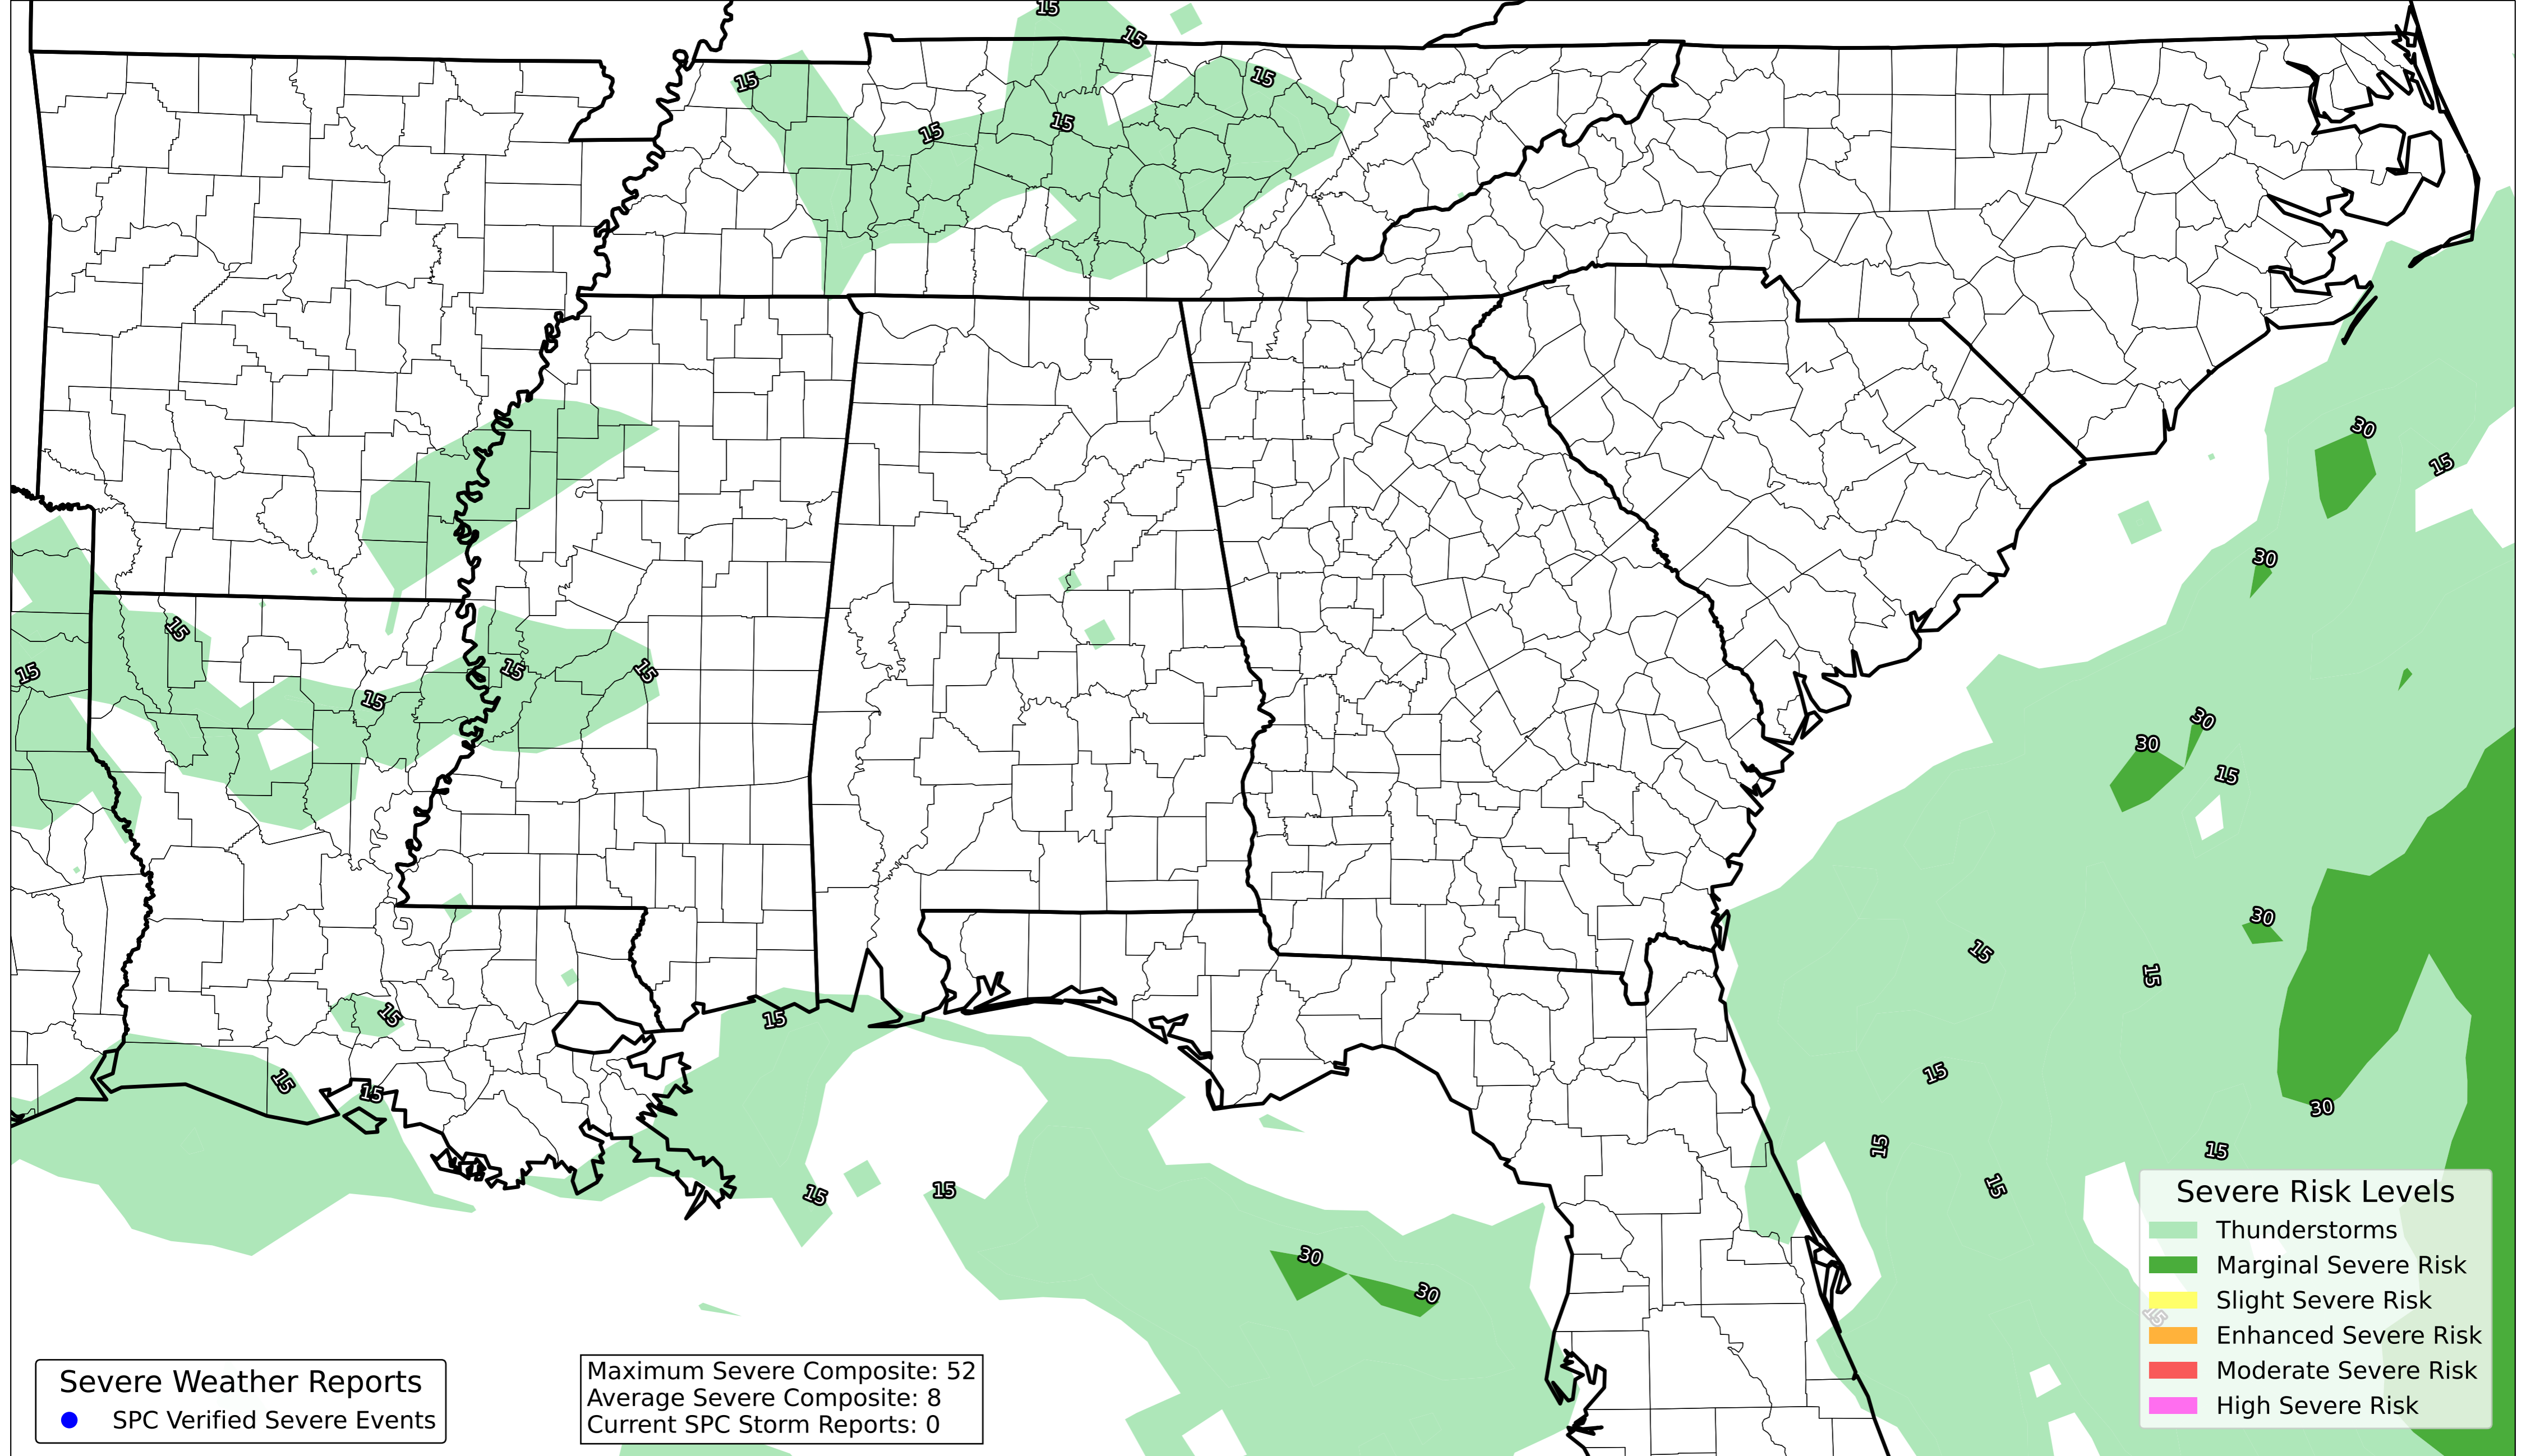 15
15
15
15
15
15
30
15
30
15
15
15
15
15
30
30
15
30
15
15
15
15
15
15
30
15
15
15
15
15
15
30
30
15
Severe Risk Levels
Thunderstorms
Marginal Severe Risk
Slight Severe Risk
Enhanced Severe Risk
Moderate Severe Risk
High Severe Risk
Severe Weather Reports
SPC Verified Severe Events
Maximum Severe Composite: 52
Average Severe Composite: 8
Current SPC Storm Reports: 0